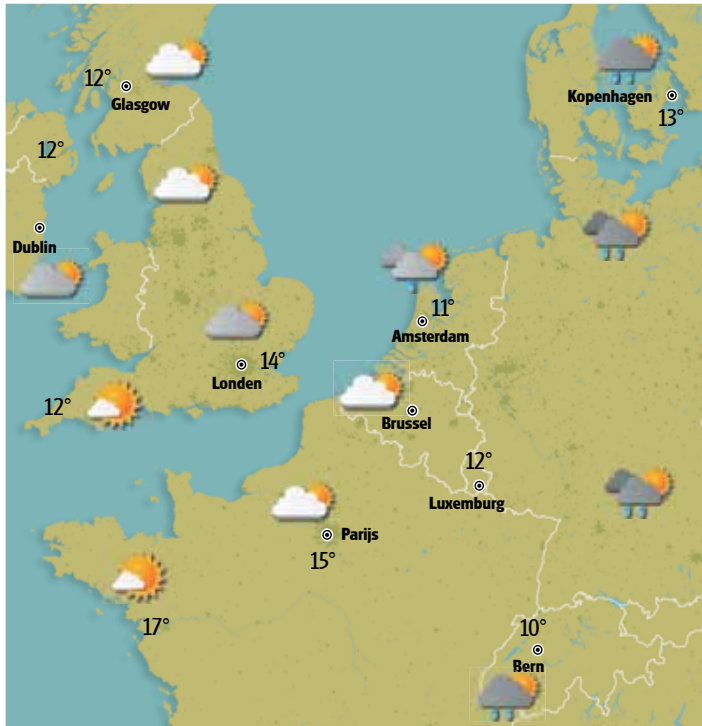 12°
Glasgow
Kopenhagen
13°
12°
Dublin
11°
Amsterdam
14°
Londen
12°
Brussel
12°
Luxemburg
Parijs
15°
17°
10°
Bern